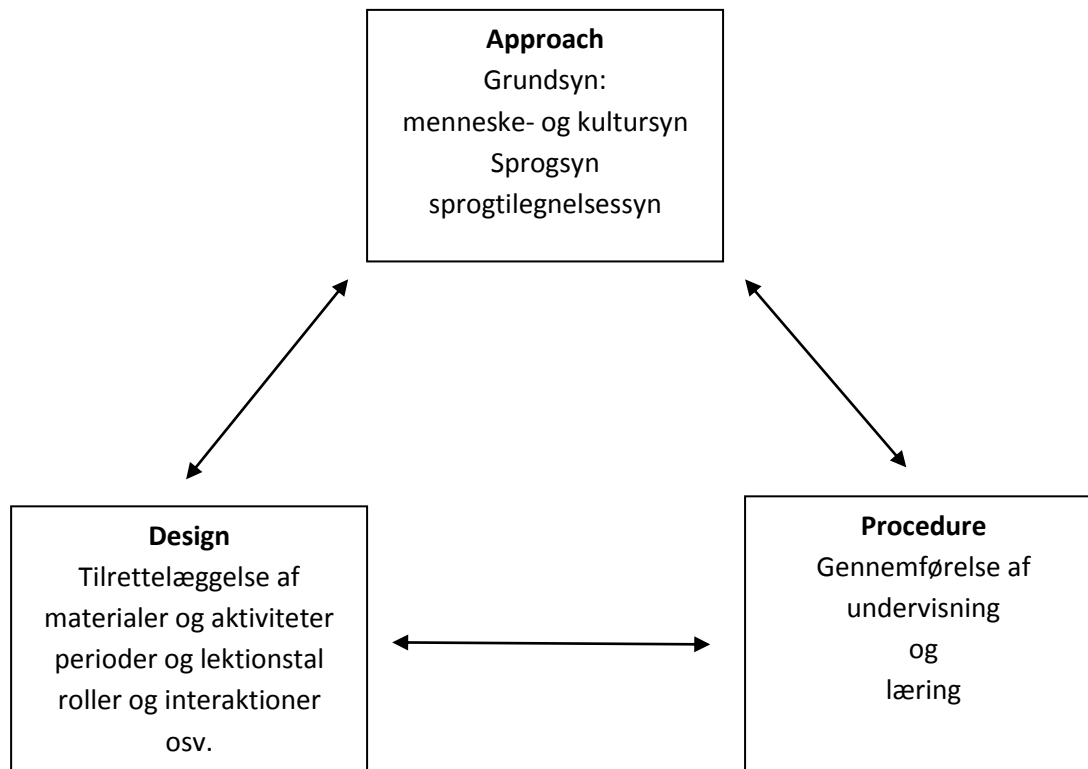 Approach
Grundsyn:
menneske- og kultursyn
Sprogsyn
sprogtilegnelsessyn
Design
Tilrettelæggelse af
materialer og aktiviteter
perioder og lektionstal
roller og interaktioner
osv.
Procedure
Gennemførelse af
undervisning
og
læring